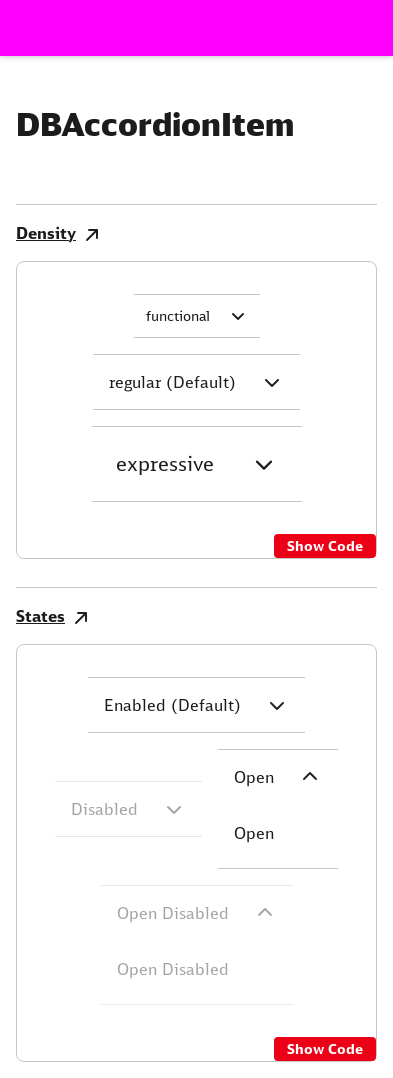 DBAccordionItem
Density
functional
regular (Default)
expressive
Show Code
States
Enabled (Default)
Disabled
Open
Open
Open Disabled
Open Disabled
Show Code